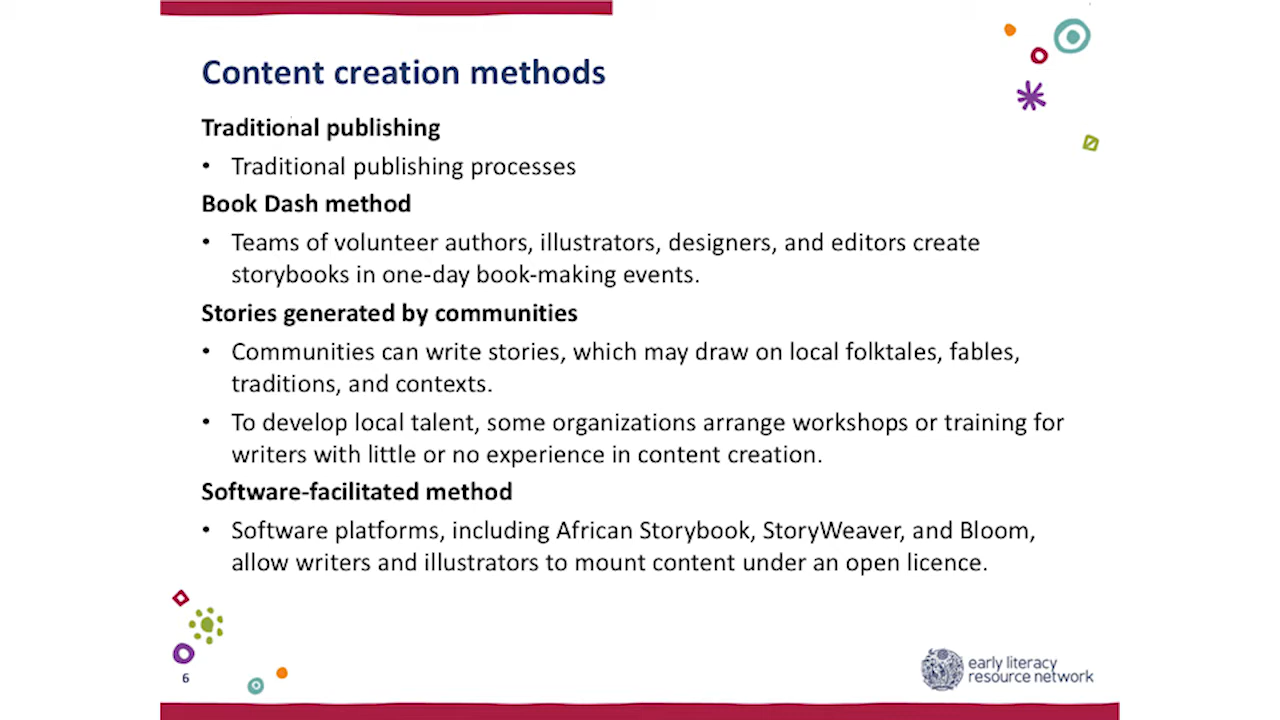 Content creation methods
Traditional publishing
• Traditional publishing processes
Book Dash method
• Teams of volunteer authors, illustrators, designers, and editors create
storybooks in one-day book-making events.
Stories generated by communities
• Communities can write stories, which may draw on local folktales, fables,
traditions, and contexts.
• To develop local talent, some organizations arrange workshops or training for
writers with little or no experience in content creation.
Software-facilitated method
• Software platforms, including African Storybook, StoryWeaver, and Bloom,
allow writers and illustrators to mount content under an open licence.
6
early literacy
resource network